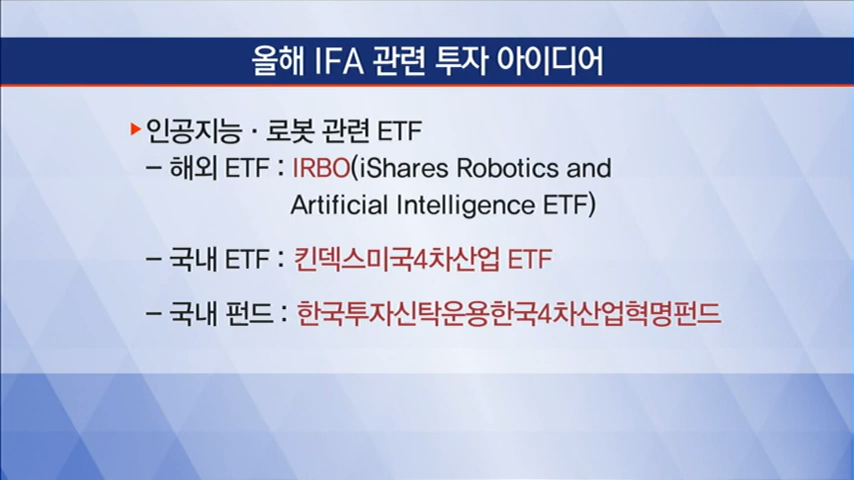 올해 IFA 관련 투자 아이디어
▶인공지능 · 로봇 관련 ETF
– 해외 ETF : IRBO(iShares Robotics and
Artificial Intelligence ETF)
– 국내 ETF : 킨덱스미국4차산업 ETF
– 국내 펀드 : 한국투자신탁운용한국4차산업혁명펀드